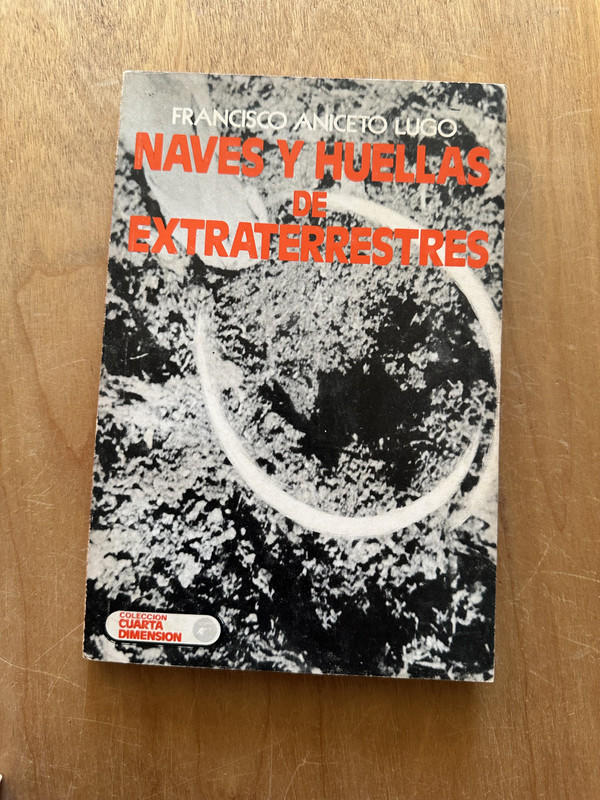 FRANCISCO ANICETO LUGO
NAVES Y HUELLAS
DE
EXTRATERRESTRES
COLECCION
CUARTA
DIMENSION